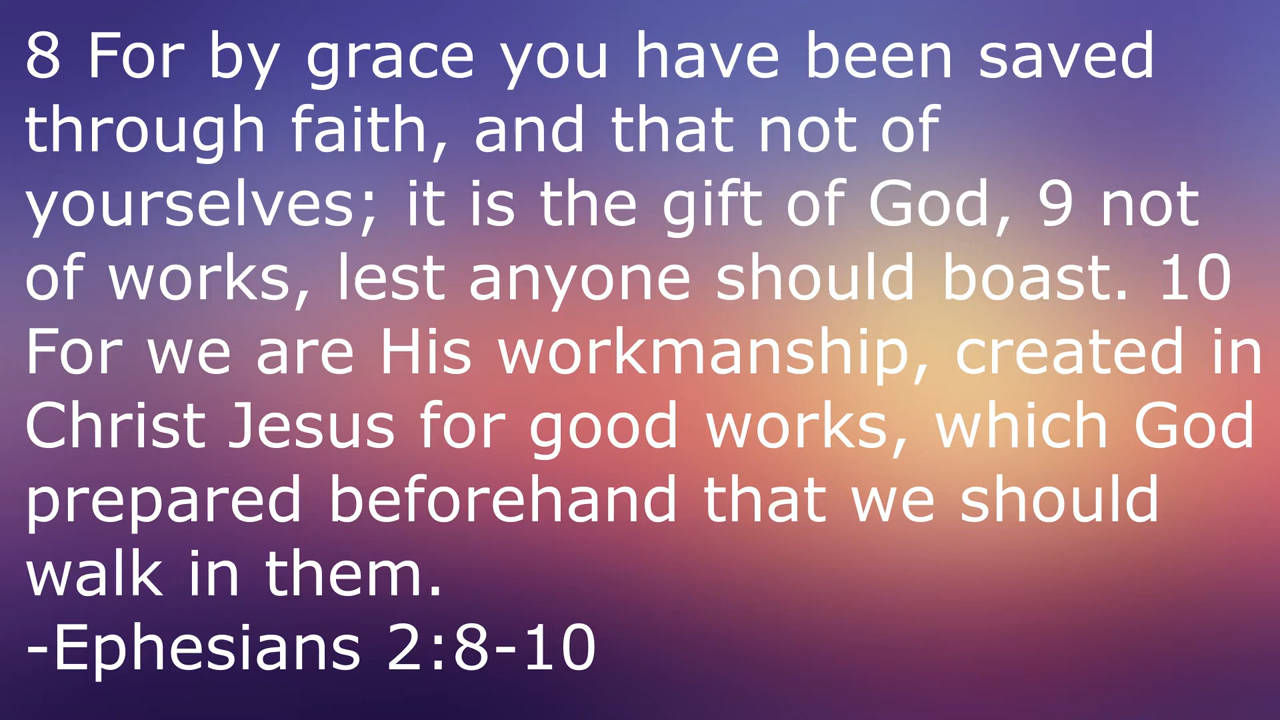 8 For by grace you have been saved
through faith, and that not of
yourselves; it is the gift of God, 9 not
of works, lest anyone should boast. 10
For we are His workmanship, created in
Christ Jesus for good works, which God
prepared beforehand that we should
walk in them.
-Ephesians 2:8-10